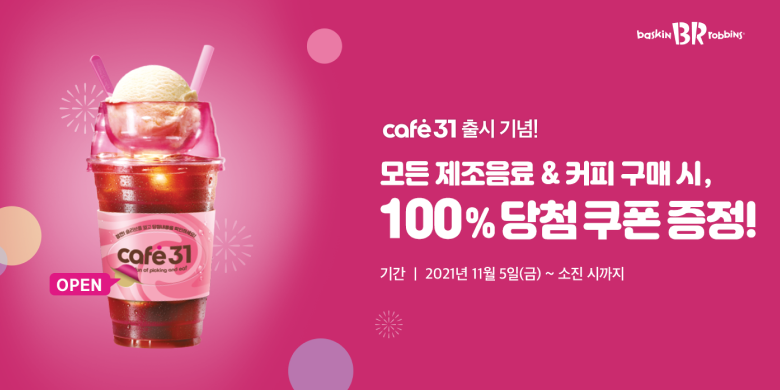 baskin BR robbins
café 31 출시 기념!
모든 제조음료 & 커피 구매 시,
100% 당첨 쿠폰 증정!
기간 | 2021년 11월 5일(금) ~ 소진 시까지
café 31
of pinking
OPEN